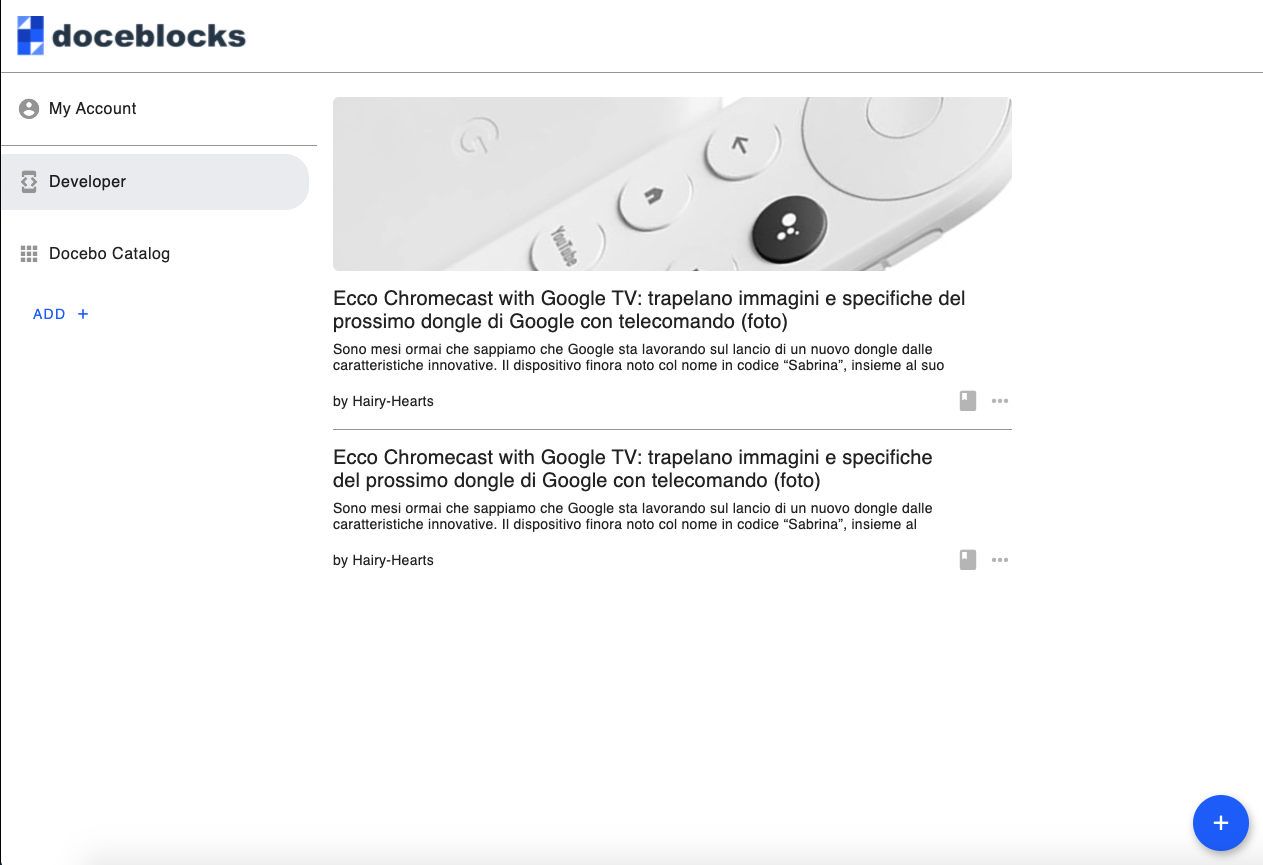 doceblocks
My Account
Developer
Docebo Catalog
ADD +
YouTube
Ecco Chromecast with Google TV: trapelano immagini e specifiche del
prossimo dongle di Google con telecomando (foto)
Sono mesi ormai che sappiamo che Google sta lavorando sul lancio di un nuovo dongle dalle
caratteristiche innovative. Il dispositivo finora noto col nome in codice “Sabrina”, insieme al suo
by Hairy-Hearts
Ecco Chromecast with Google TV: trapelano immagini e specifiche
del prossimo dongle di Google con telecomando (foto)
Sono mesi ormai che sappiamo che Google sta lavorando sul lancio di un nuovo dongle dalle
caratteristiche innovative. Il dispositivo finora noto col nome in codice “Sabrina”, insieme al
by Hairy-Hearts
+